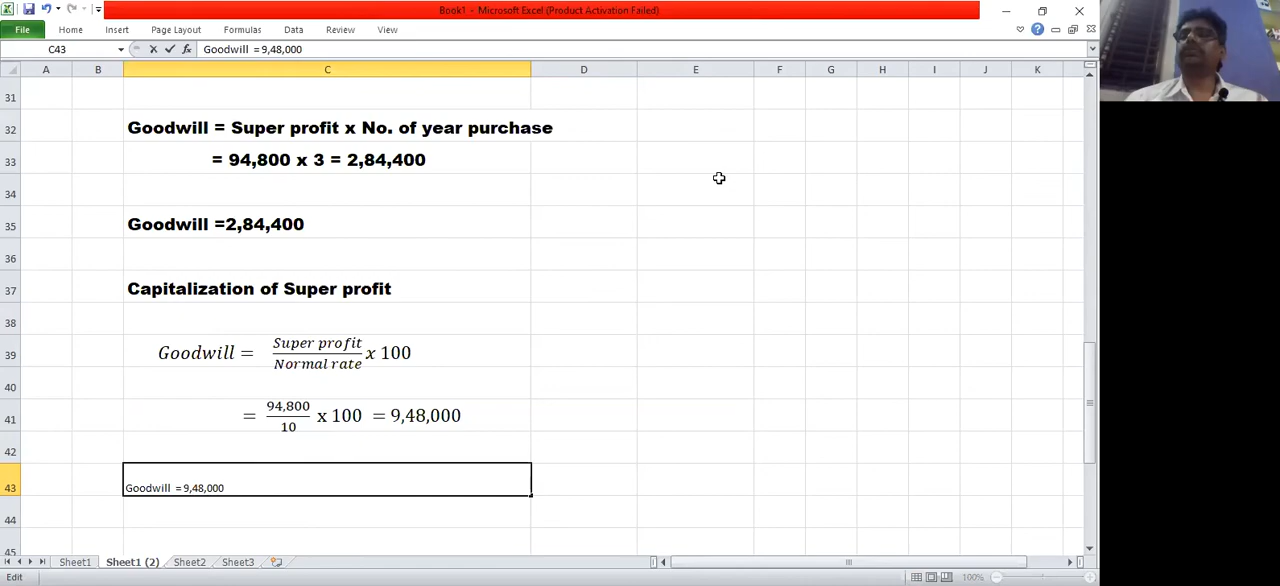 Book1 - Microsoft Excel (Product Activation Failed)
File Home Insert Page Layout Formulas Data Review View
C43 fx Goodwill = 9,48,000
A B C D E F G H I J K
31
32 Goodwill = Super profit x No. of year purchase
33 = 94,800 x 3 = 2,84,400
34
35 Goodwill =2,84,400
36
37 Capitalization of Super profit
38
39 Goodwill = Super profit / Normal rate x 100
40
41 = 94,800 / 10 x 100 = 9,48,000
42
43 Goodwill = 9,48,000
44
45
Sheet1 Sheet1 (2) Sheet2 Sheet3
Edit 100%